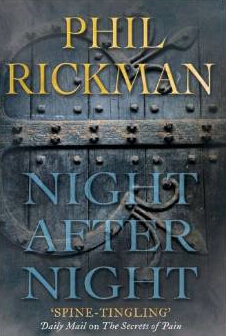 PHIL
RICKMAN
NIGHT
AFTER
NIGHT
'SPINE-TINGLING'
Daily Mail on The Secrets of Pain